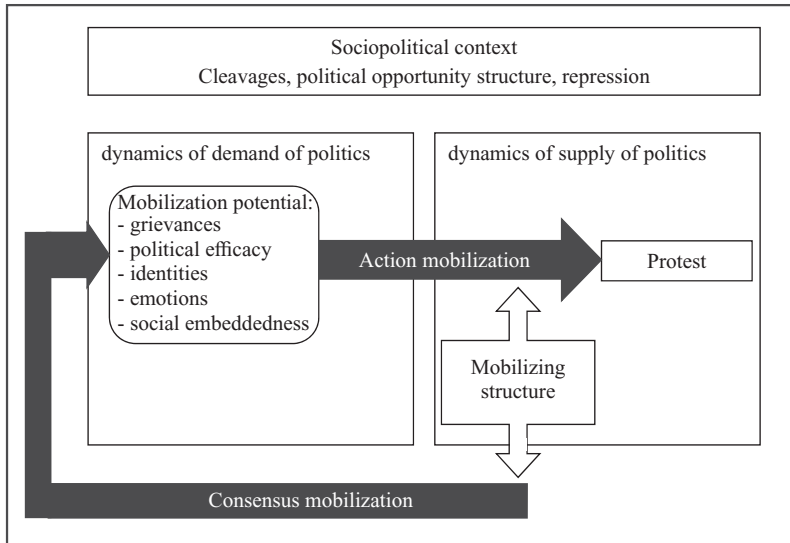 Sociopolitical context
Cleavages, political opportunity structure, repression
dynamics of demand of politics
Mobilization potential:
- grievances
- political efficacy
- identities
- emotions
- social embeddedness
Action mobilization
dynamics of supply of politics
Protest
Mobilizing
structure
Consensus mobilization